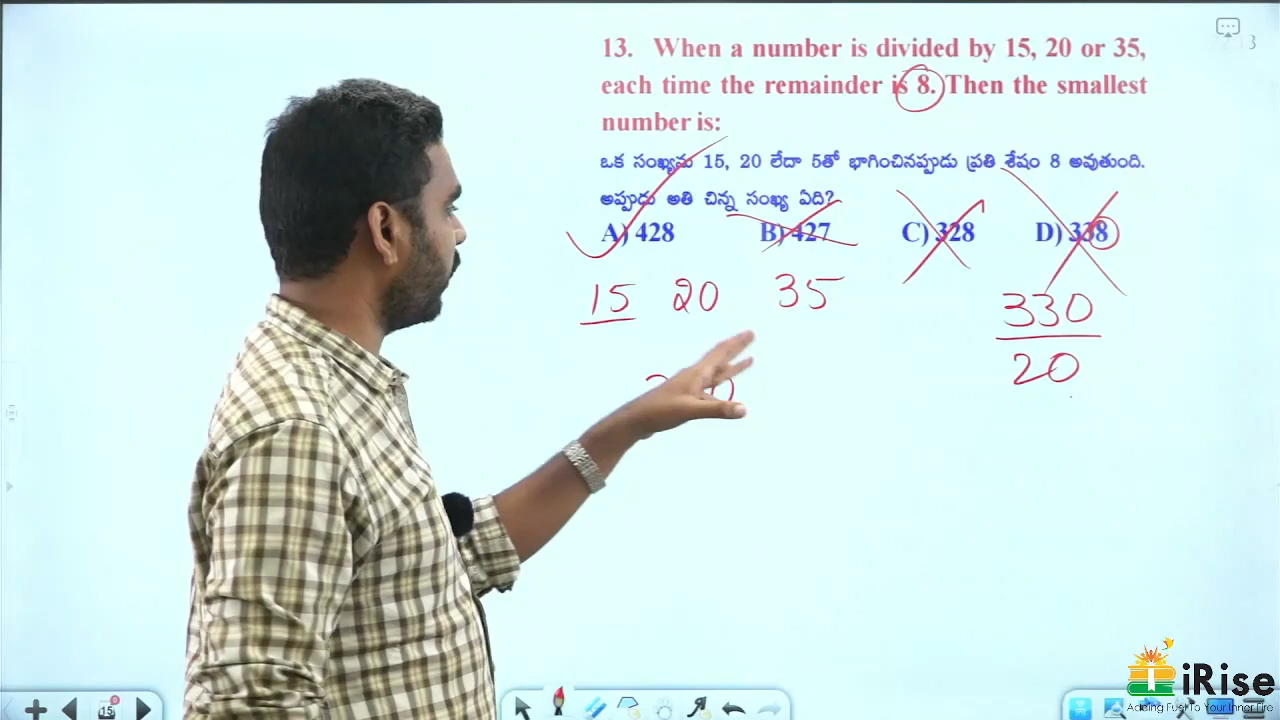 13. When a number is divided by 15, 20 or 35,
each time the remainder is 8. Then the smallest
number is:
ఒక సంఖ్యను 15, 20 లేదా 5తో భాగించినప్పుడు ప్రతి శేషం 8 అవుతుంది.
అప్పుడు అతి చిన్న సంఖ్య ఏది?
A) 428 B) 427 C) 328 D) 338
15 20 35
330
20
iRise
Adding Fuel To Your Inner Fire
15